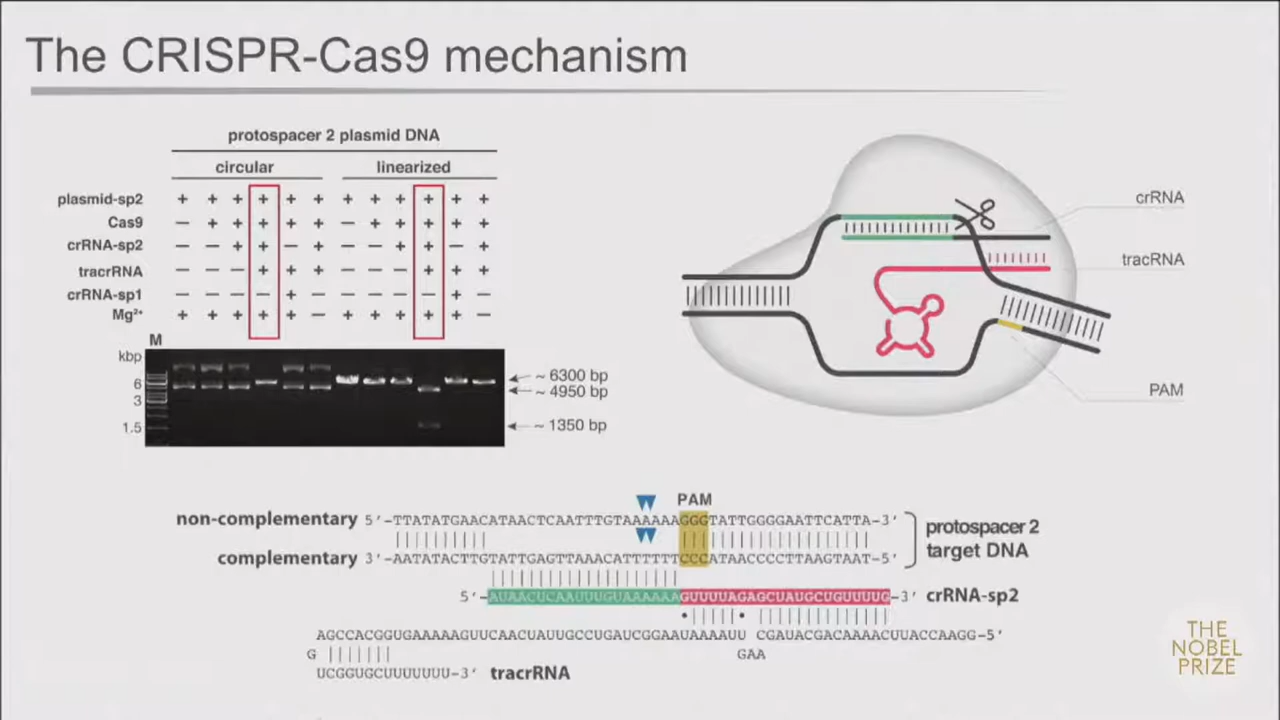 The CRISPR-Cas9 mechanism
protospacer 2 plasmid DNA
circular linearized
plasmid-sp2 + + + + + + + + + + + +
Cas9 − + + + + + − + + + + +
crRNA-sp2 − − + + − + − − + + − +
tracrRNA − − − + + + − − − + + +
crRNA-sp1 − − − − + − − − − − + −
Mg²⁺ + + + + + − + + + + + −
M
kbp
6
3
1.5
~ 6300 bp
~ 4950 bp
~ 1350 bp
crRNA
tracRNA
PAM
PAM
non-complementary 5′-TTATATGAACATAACTCAATTTGTAAAAAAGGGTATTGGGGAATTCATTA-3′
complementary 3′-AATATACTTGTATTGAGTTAAACATTTTTTCCCATAACCCCTTAAGTAAT-5′
protospacer 2
target DNA
5′-AUAACUCAAUUUGUAAAAAAGUUUUAGAGCUAUGCUGUUUUG-3′ crRNA-sp2
AGCCACGGUGAAAAAGUUCAACUAUUGCCUGAUCGGAAUAAAAUU CGAUACGACAAAACUUACCAAGG-5′
G GAA
UCGGUGCUUUUUUU-3′ tracrRNA
THE
NOBEL
PRIZE